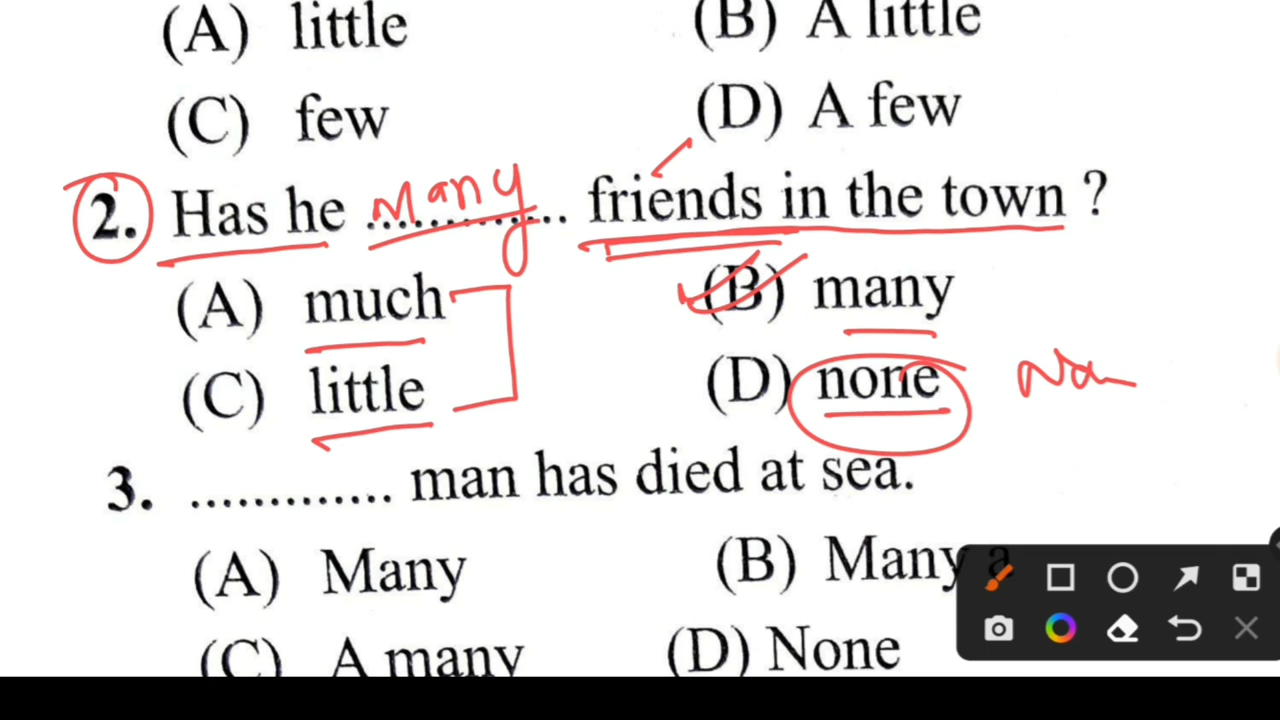 (A) little (B) A little
(C) few (D) A few
2. Has he ............. friends in the town ?
Many
(A) much (B) many
(C) little (D) none
3. ............. man has died at sea.
(A) Many (B) Many a
(C) A many (D) None